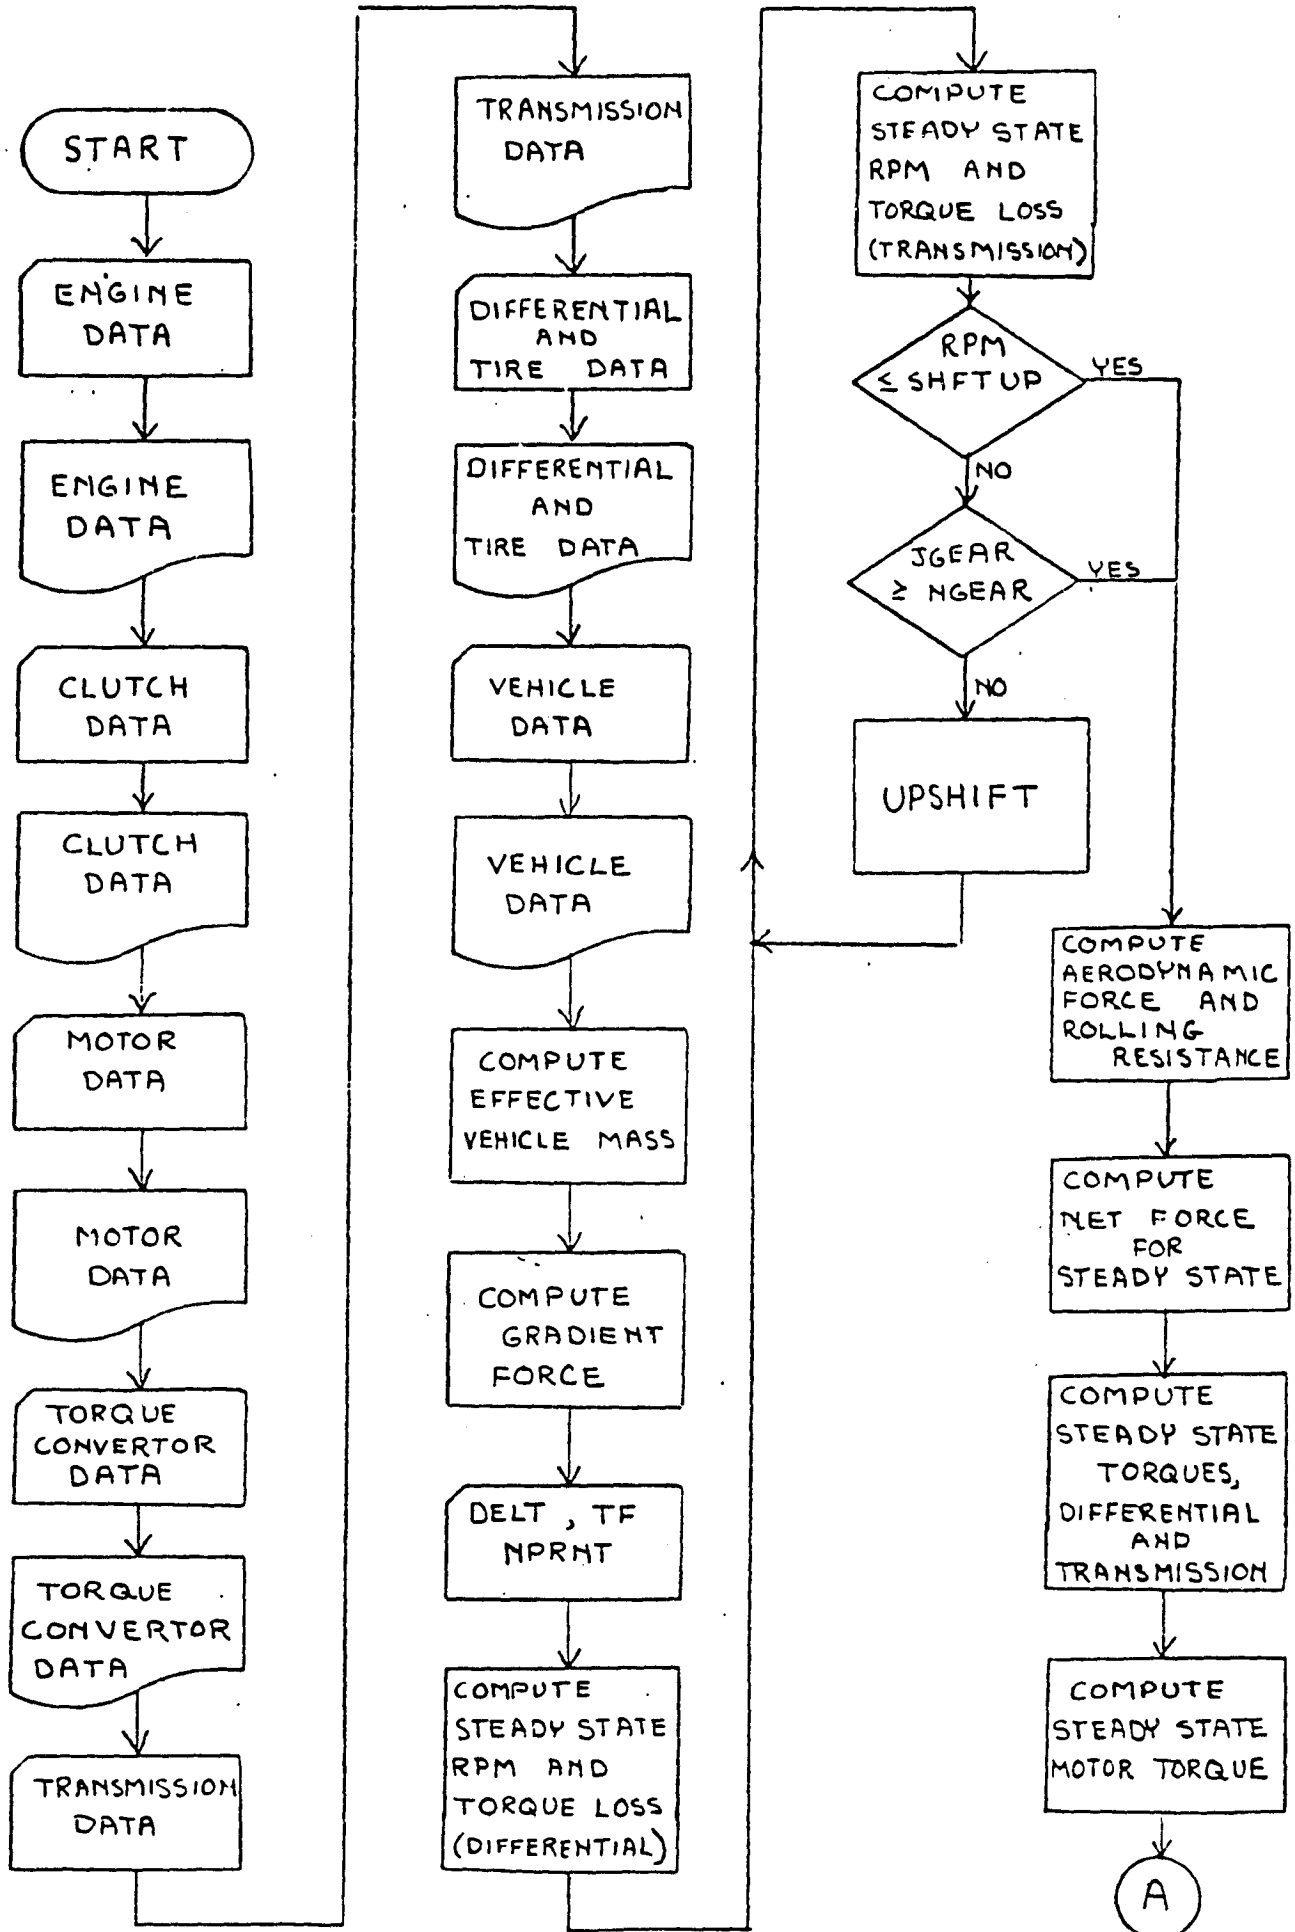 START
ENGINE
DATA
ENGINE
DATA
CLUTCH
DATA
CLUTCH
DATA
MOTOR
DATA
MOTOR
DATA
TORQUE
CONVERTOR
DATA
TORQUE
CONVERTOR
DATA
TRANSMISSION
DATA
TRANSMISSION
DATA
DIFFERENTIAL
AND
TIRE DATA
DIFFERENTIAL
AND
TIRE DATA
VEHICLE
DATA
VEHICLE
DATA
COMPUTE
EFFECTIVE
VEHICLE MASS
COMPUTE
GRADIENT
FORCE
DELT, TF
NPRNT
COMPUTE
STEADY STATE
RPM AND
TORQUE LOSS
(DIFFERENTIAL)
COMPUTE
STEADY STATE
RPM AND
TORQUE LOSS
(TRANSMISSION)
RPM
≤ SHFTUP
YES
NO
JGEAR
≥ NGEAR
YES
NO
UPSHIFT
COMPUTE
AERODYNAMIC
FORCE AND
ROLLING
RESISTANCE
COMPUTE
NET FORCE
FOR
STEADY STATE
COMPUTE
STEADY STATE
TORQUES,
DIFFERENTIAL
AND
TRANSMISSION
COMPUTE
STEADY STATE
MOTOR TORQUE
A